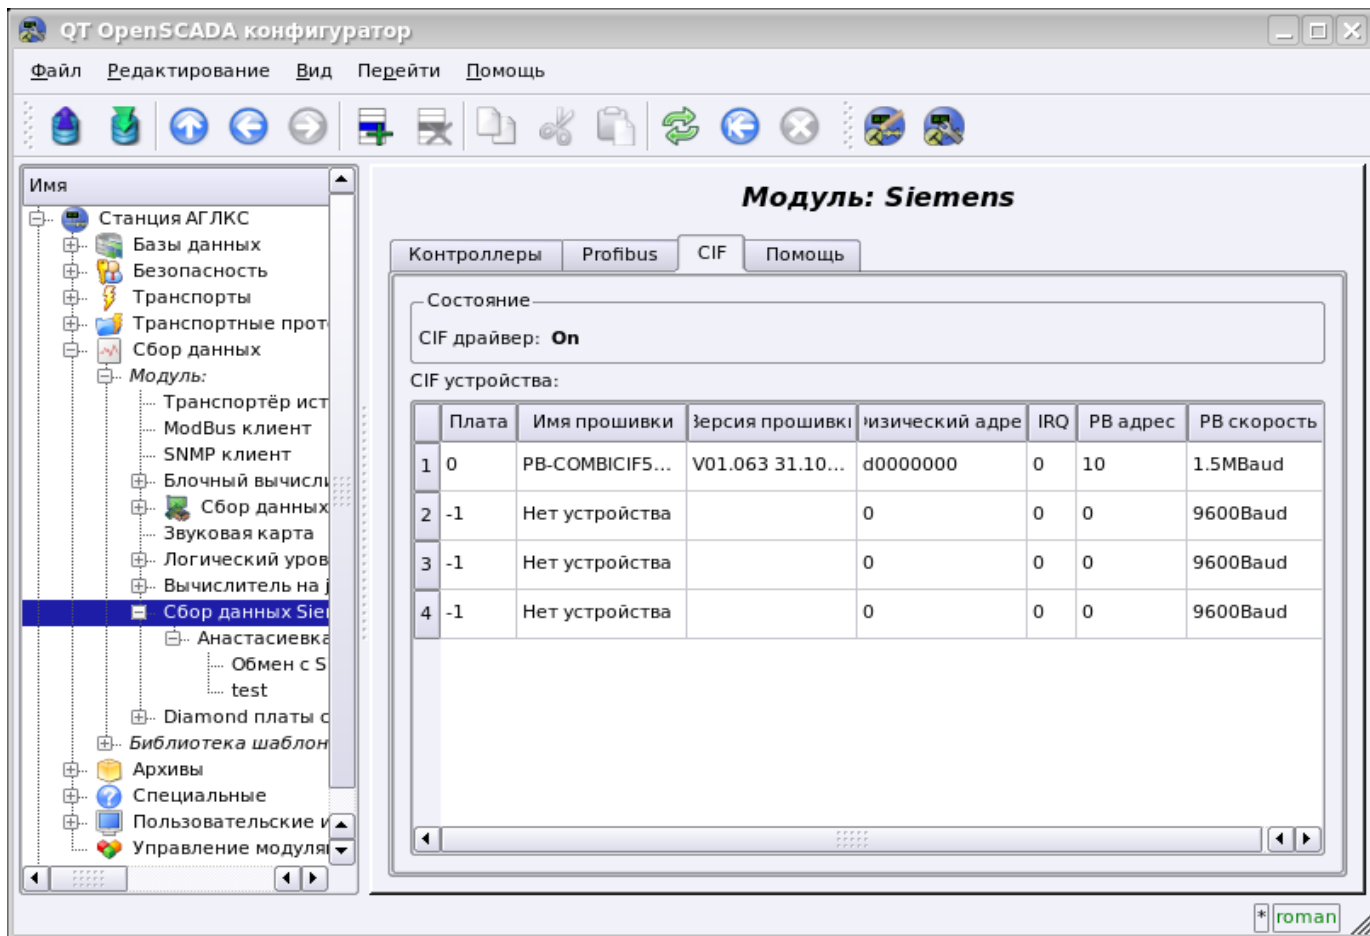 QT OpenSCADA конфигуратор
Файл Редактирование Вид Перейти Помощь
Имя
Станция АГЛКС
Базы данных
Безопасность
Транспорты
Транспортные прот
Сбор данных
Модуль:
Транспортёр ист
ModBus клиент
SNMP клиент
Блочный вычисли
Сбор данных
Звуковая карта
Логический уров
Вычислитель на j
Сбор данных Sie
Анастасиевка
Обмен с S
test
Diamond платы с
Библиотека шаблон
Архивы
Специальные
Пользовательские и
Управление модуля
Модуль: Siemens
Контроллеры Profibus CIF Помощь
Состояние
CIF драйвер: On
CIF устройства:
Плата Имя прошивки Версия прошивки изический адре IRQ PB адрес PB скорость
1 0 PB-COMBICIF5... V01.063 31.10... d0000000 0 10 1.5MBaud
2 -1 Нет устройства 0 0 0 9600Baud
3 -1 Нет устройства 0 0 0 9600Baud
4 -1 Нет устройства 0 0 0 9600Baud
* roman